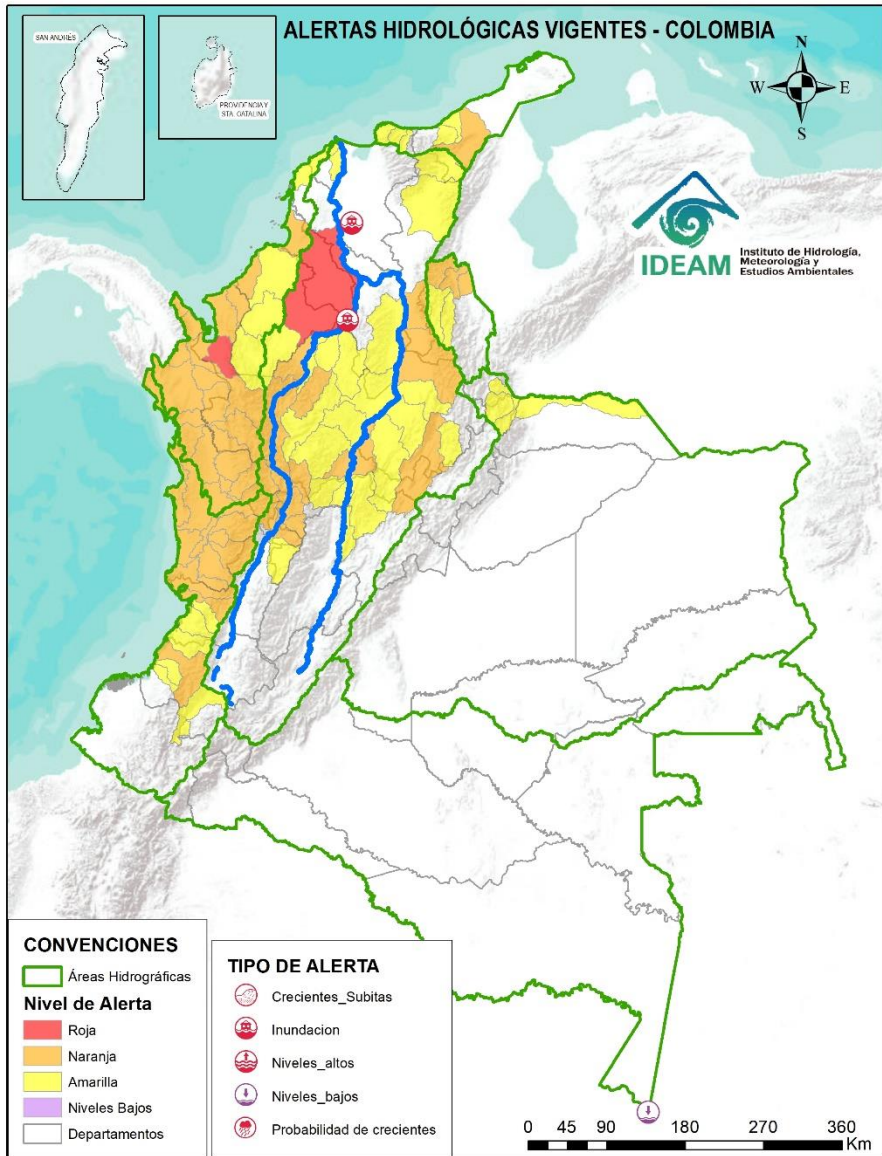 ALERTAS HIDROLÓGICAS VIGENTES - COLOMBIA
SAN ANDRÉS
PROVIDENCIA Y
STA. CATALINA
N
W
E
S
IDEAM
Instituto de Hidrología,
Meteorología y
Estudios Ambientales
CONVENCIONES
Áreas Hidrográficas
Nivel de Alerta
Roja
Naranja
Amarilla
Niveles Bajos
Departamentos
TIPO DE ALERTA
Crecientes_Subitas
Inundacion
Niveles_altos
Niveles_bajos
Probabilidad de crecientes
0 45 90 180 270 360
Km